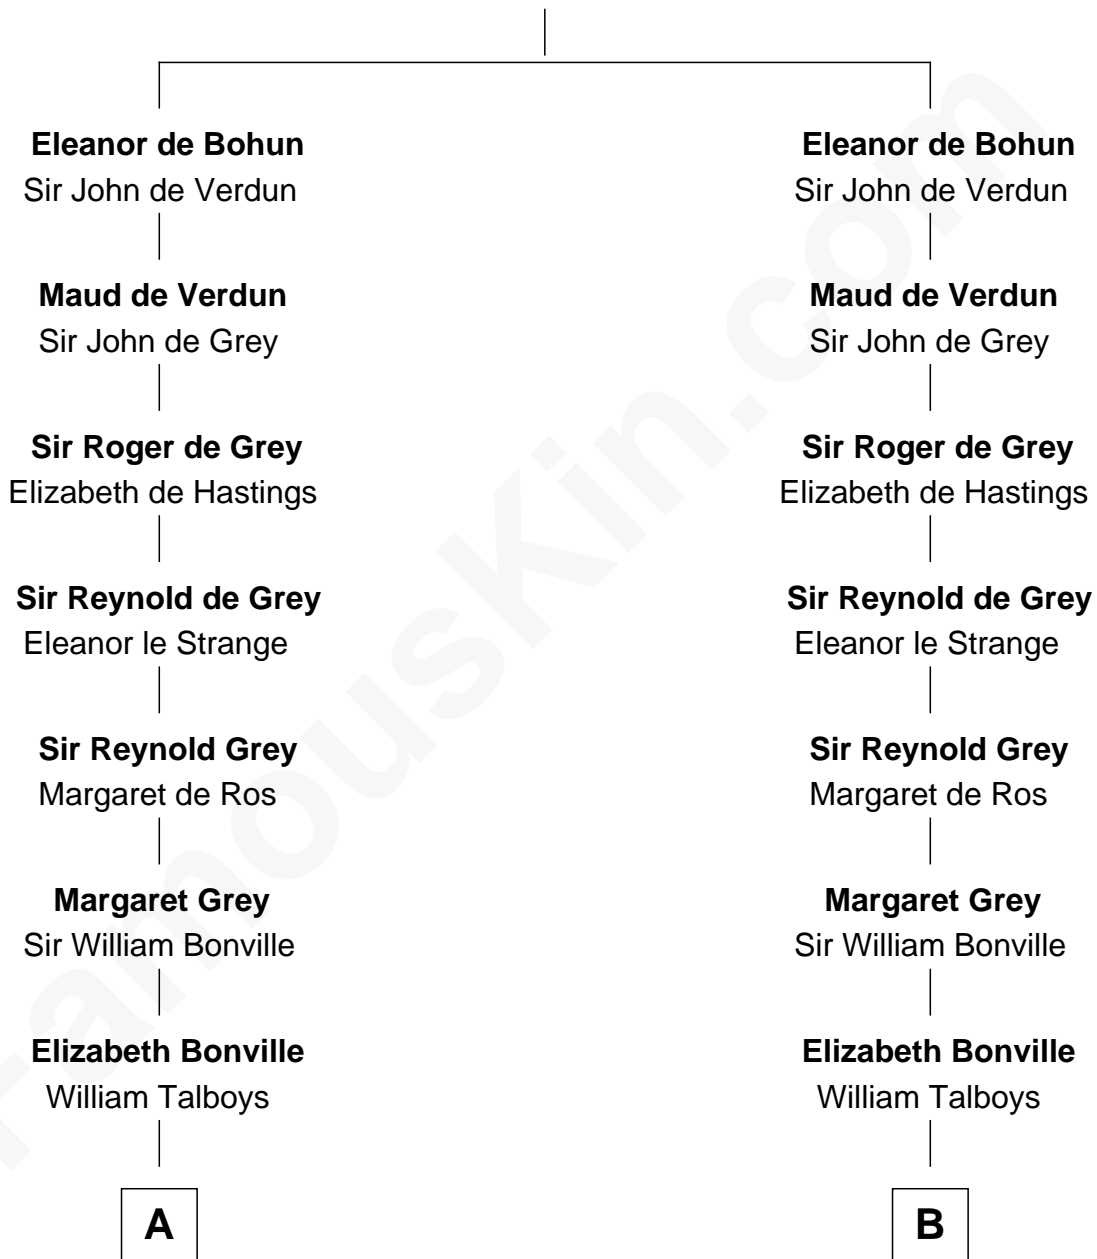 Eleanor de Bohun
Sir John de Verdun
Maud de Verdun
Sir John de Grey
Sir Roger de Grey
Elizabeth de Hastings
Sir Reynold de Grey
Eleanor le Strange
Sir Reynold Grey
Margaret de Ros
Margaret Grey
Sir William Bonville
Elizabeth Bonville
William Talboys
A
Eleanor de Bohun
Sir John de Verdun
Maud de Verdun
Sir John de Grey
Sir Roger de Grey
Elizabeth de Hastings
Sir Reynold de Grey
Eleanor le Strange
Sir Reynold Grey
Margaret de Ros
Margaret Grey
Sir William Bonville
Elizabeth Bonville
William Talboys
B
FamousKin.com